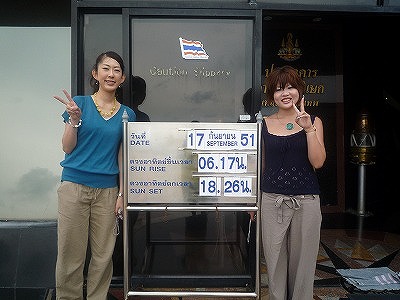 Caution Slippery
วันที่ 17 กันยายน 51
DATE SEPTEMBER
ดวงอาทิตย์ขึ้นเวลา 06.17น.
SUN RISE
ดวงอาทิตย์ตกเวลา 18.26น.
SUN SET